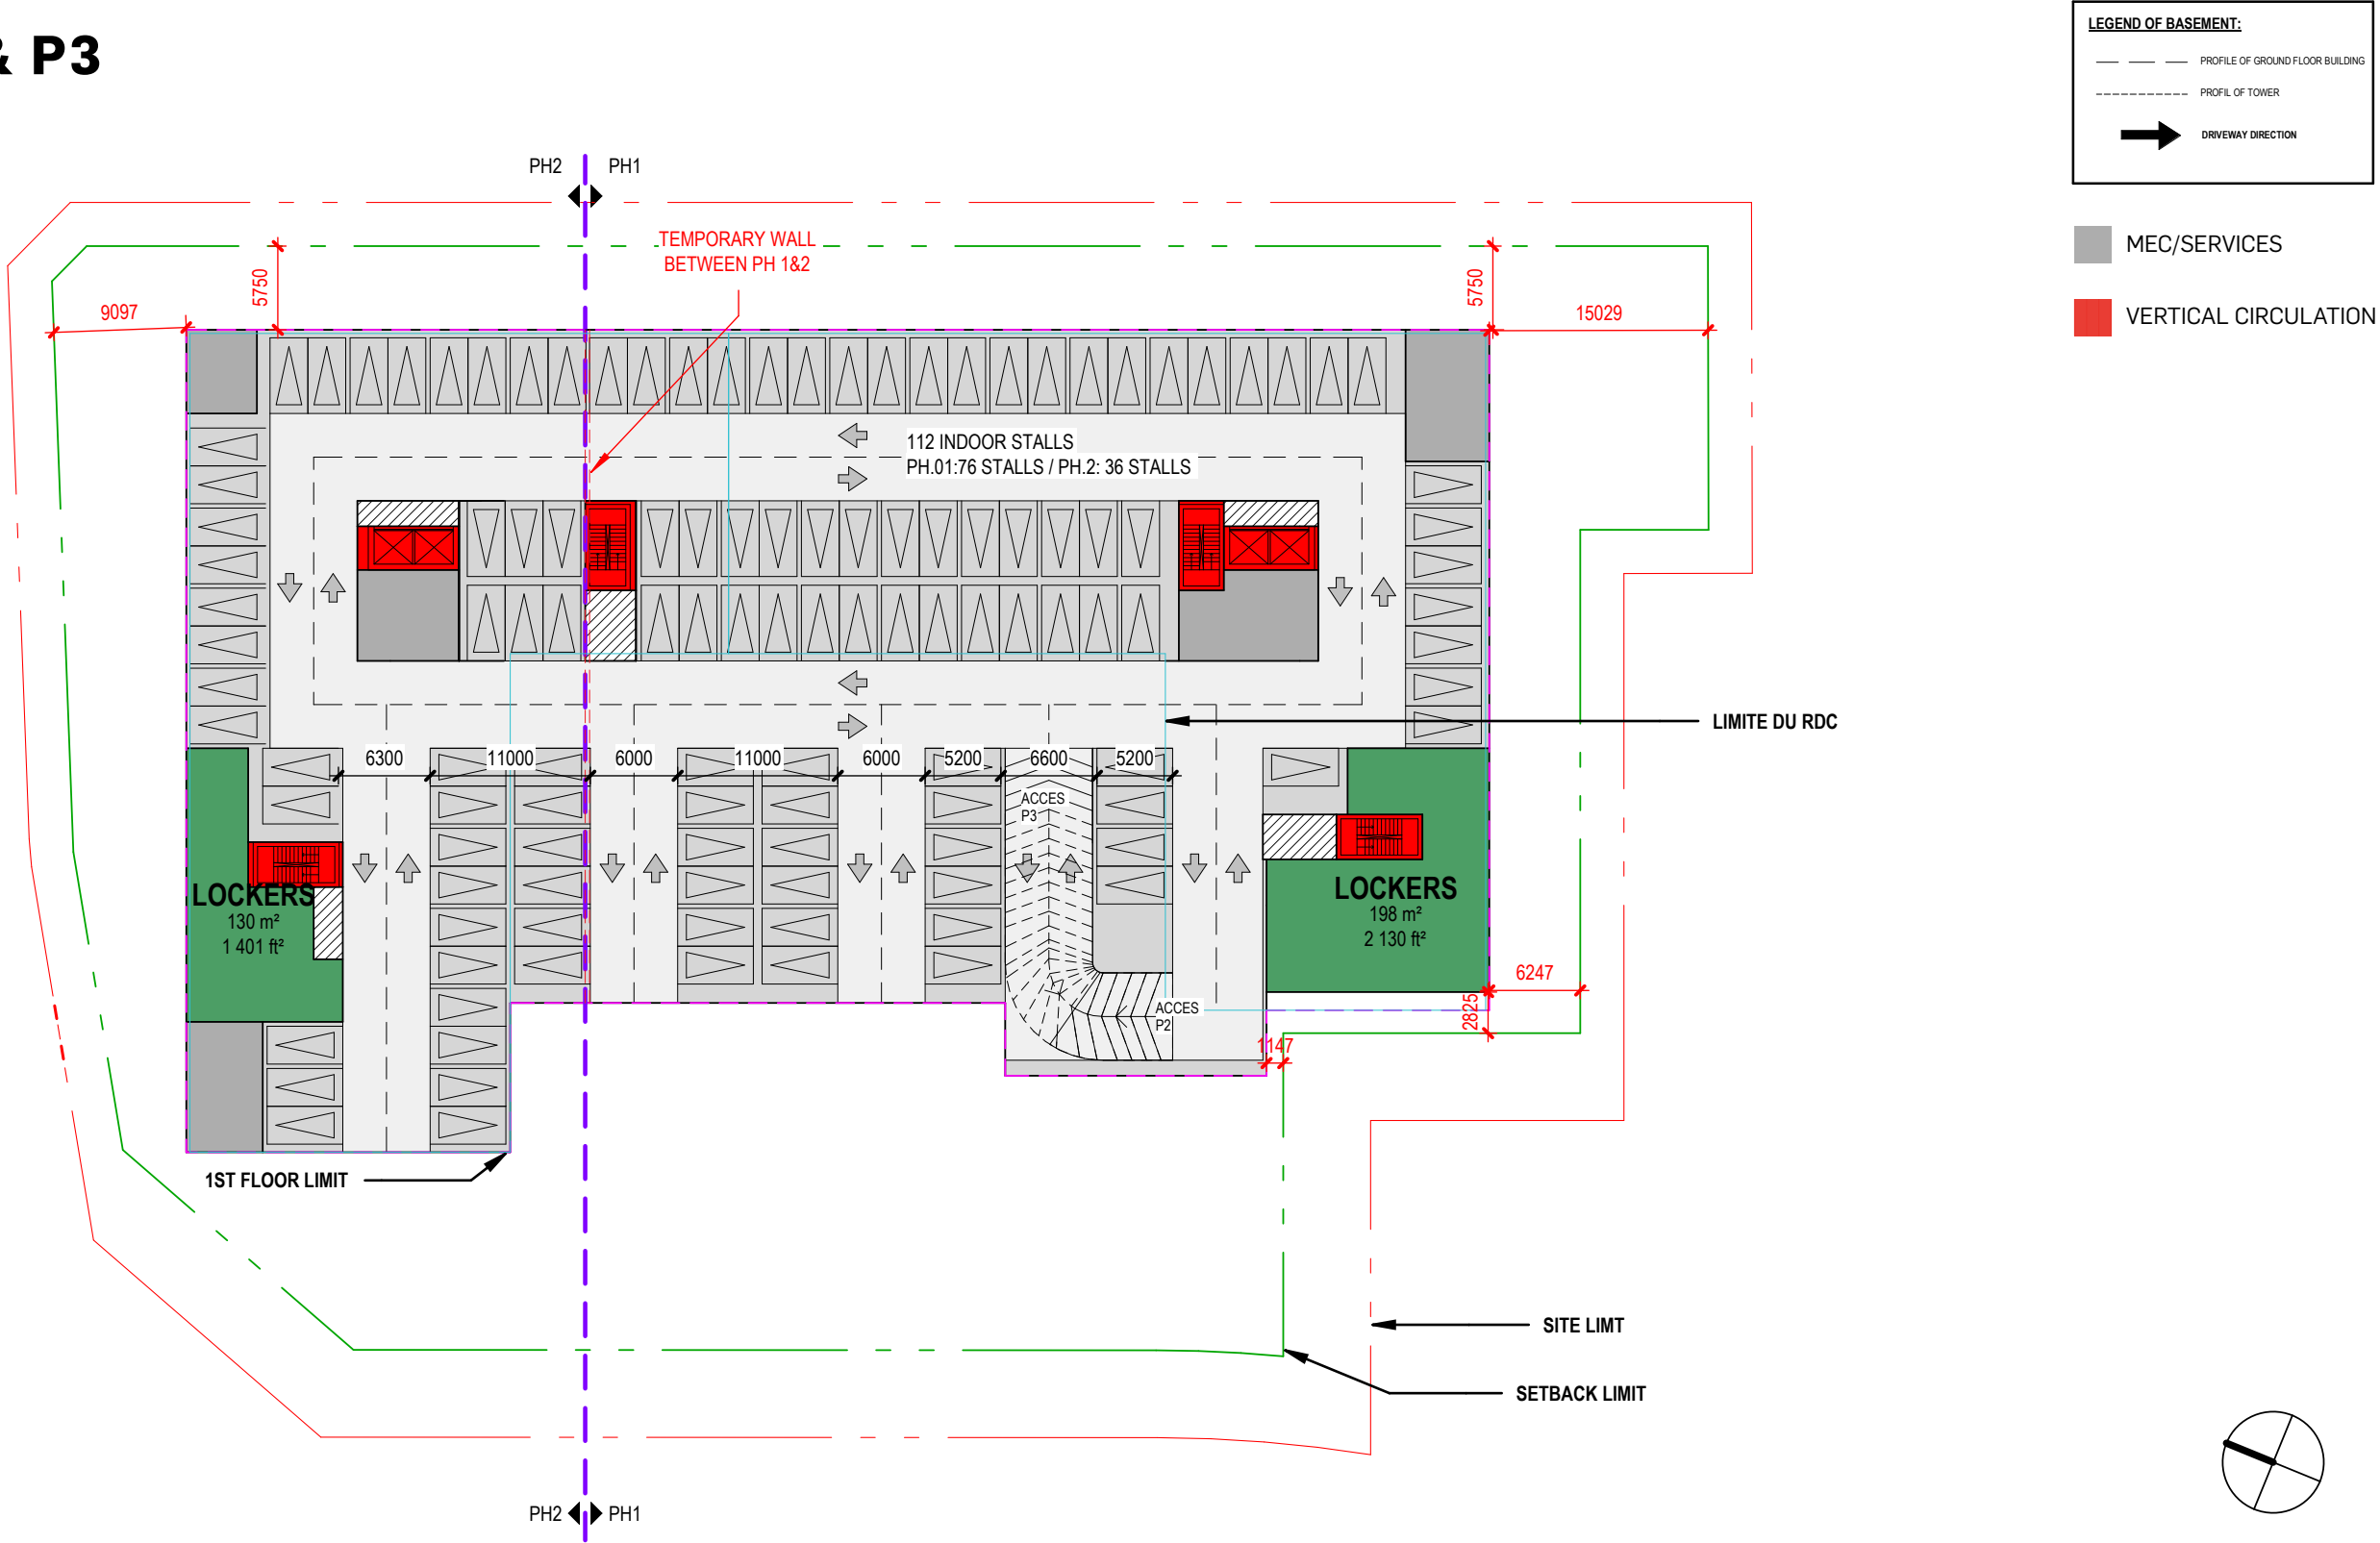 & P3
LEGEND OF BASEMENT:
PROFILE OF GROUND FLOOR BUILDING
PROFIL OF TOWER
DRIVEWAY DIRECTION
MEC/SERVICES
VERTICAL CIRCULATION
PH2 PH1
TEMPORARY WALL
BETWEEN PH 1&2
5750
5750
9097
15029
112 INDOOR STALLS
PH.01:76 STALLS / PH.2: 36 STALLS
LIMITE DU RDC
6300 11000 6000 11000 6000 5200 6600 5200
ACCES
P3
LOCKERS
130 m²
1 401 ft²
LOCKERS
198 m²
2 130 ft²
6247
2825
ACCES
P2
1147
1ST FLOOR LIMIT
SITE LIMT
SETBACK LIMIT
PH2 PH1